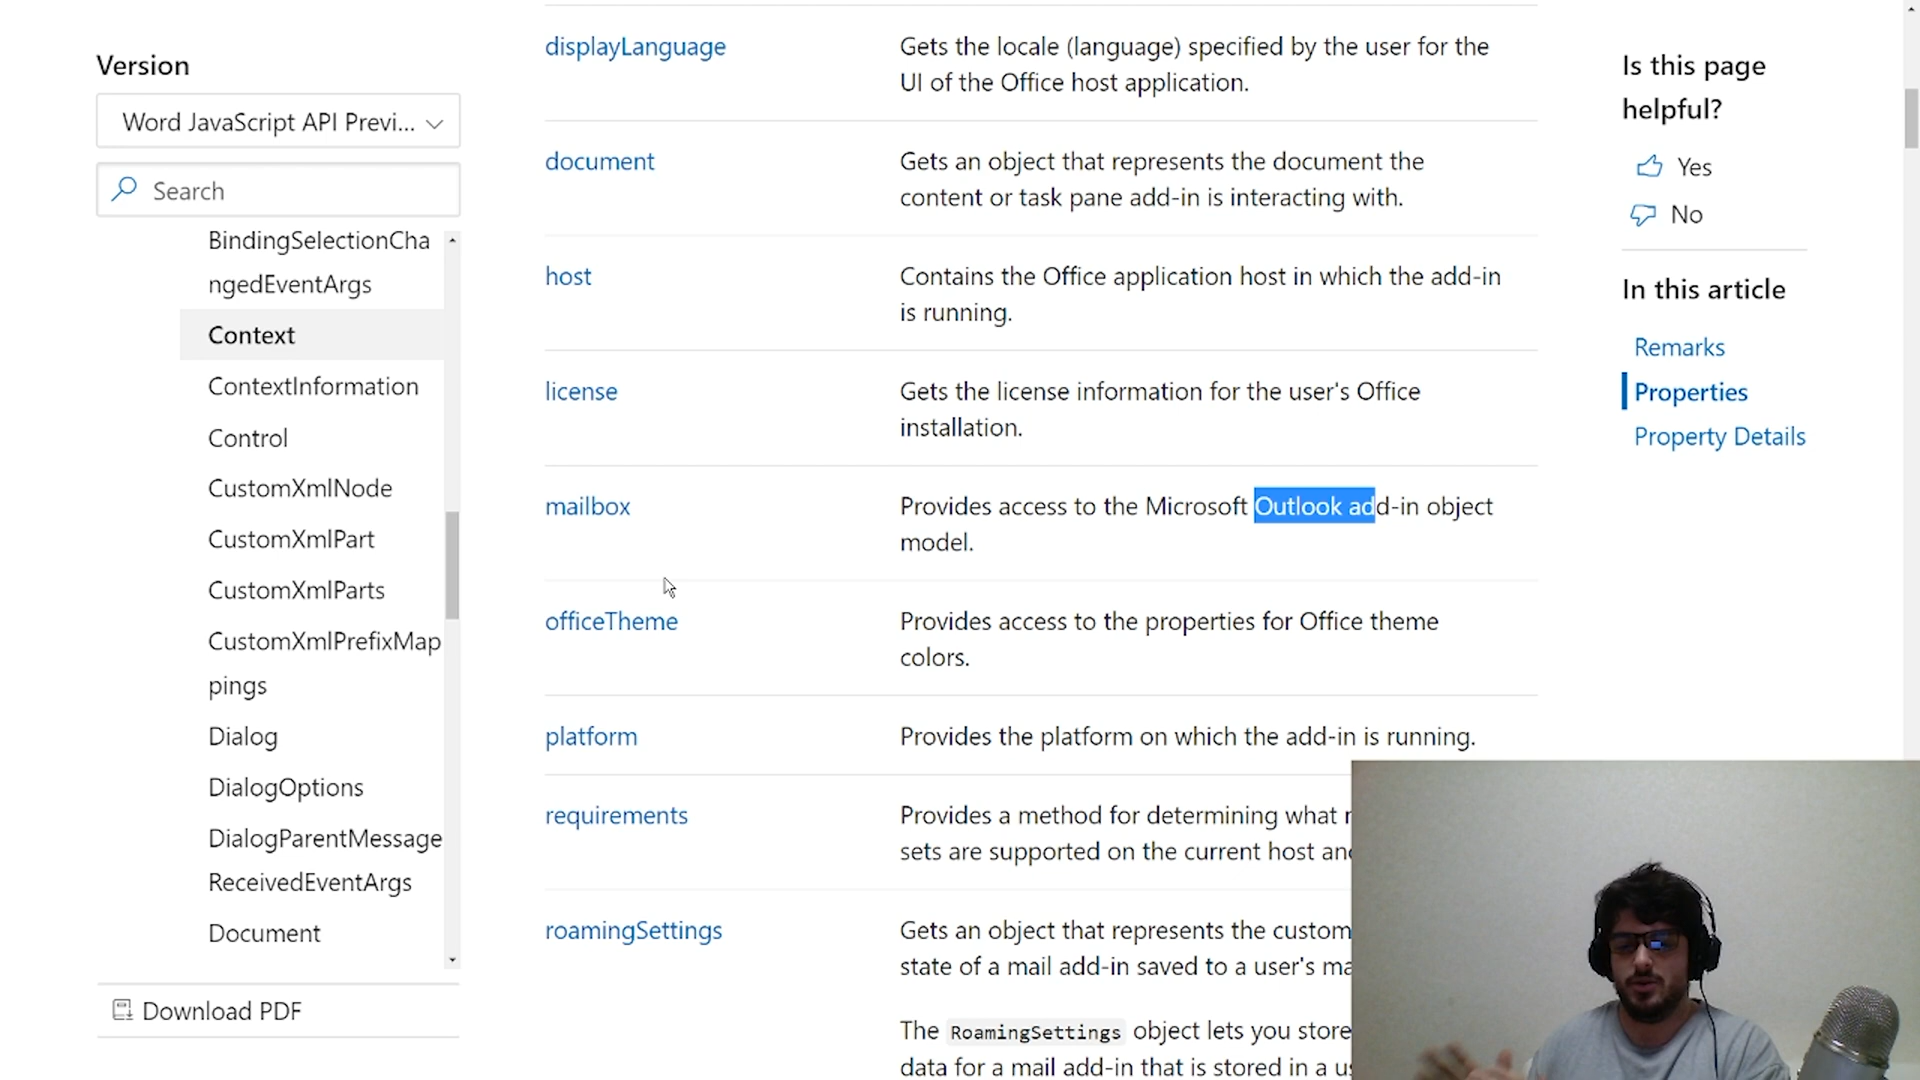 Version
Word JavaScript API Previ...
Search
BindingSelectionCha
ngedEventArgs
Context
ContextInformation
Control
CustomXmlNode
CustomXmlPart
CustomXmlParts
CustomXmlPrefixMap
pings
Dialog
DialogOptions
DialogParentMessage
ReceivedEventArgs
Document
Download PDF
displayLanguage
Gets the locale (language) specified by the user for the
UI of the Office host application.
document
Gets an object that represents the document the
content or task pane add-in is interacting with.
host
Contains the Office application host in which the add-in
is running.
license
Gets the license information for the user's Office
installation.
mailbox
Provides access to the Microsoft Outlook add-in object
model.
officeTheme
Provides access to the properties for Office theme
colors.
platform
Provides the platform on which the add-in is running.
requirements
Provides a method for determining what
sets are supported on the current host
roamingSettings
Gets an object that represents the custom
state of a mail add-in saved to a user's
The RoamingSettings object lets you store
data for a mail add-in that is stored in a
Is this page
helpful?
Yes
No
In this article
Remarks
Properties
Property Details